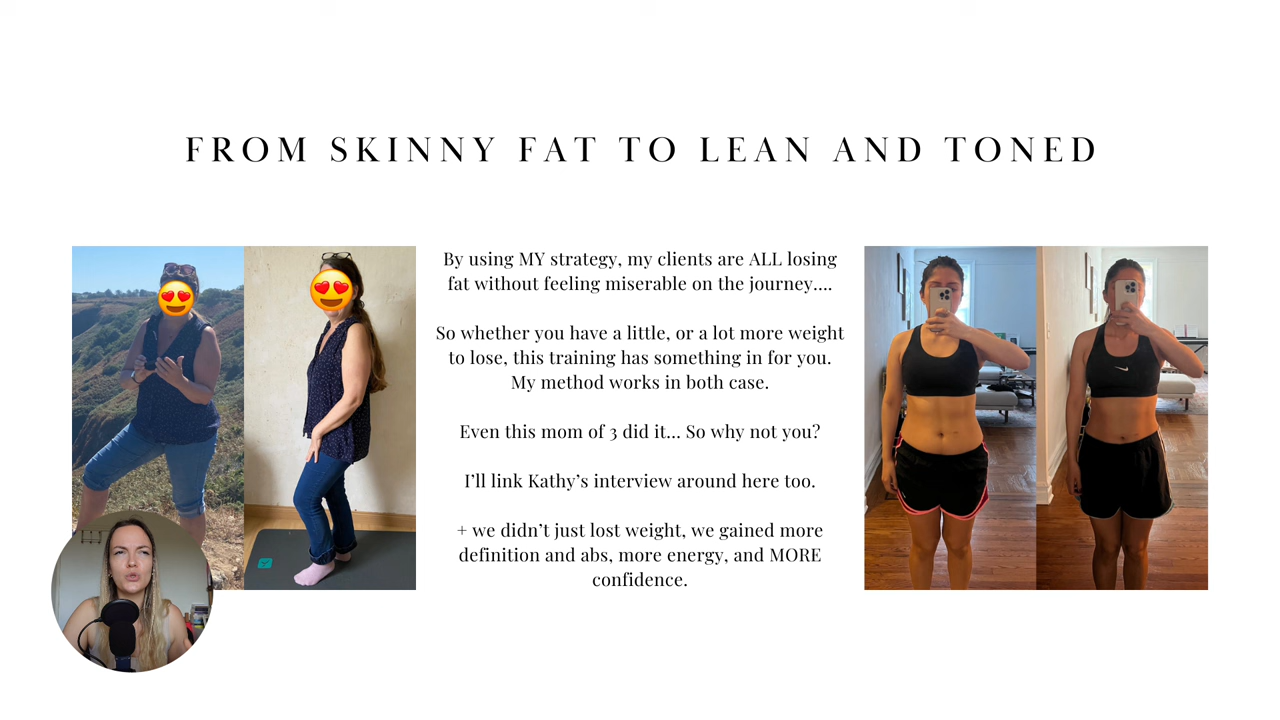 FROM SKINNY FAT TO LEAN AND TONED
By using MY strategy, my clients are ALL losing
fat without feeling miserable on the journey....
So whether you have a little, or a lot more weight
to lose, this training has something in for you.
My method works in both case.
Even this mom of 3 did it... So why not you?
I'll link Kathy's interview around here too.
+ we didn't just lost weight, we gained more
definition and abs, more energy, and MORE
confidence.